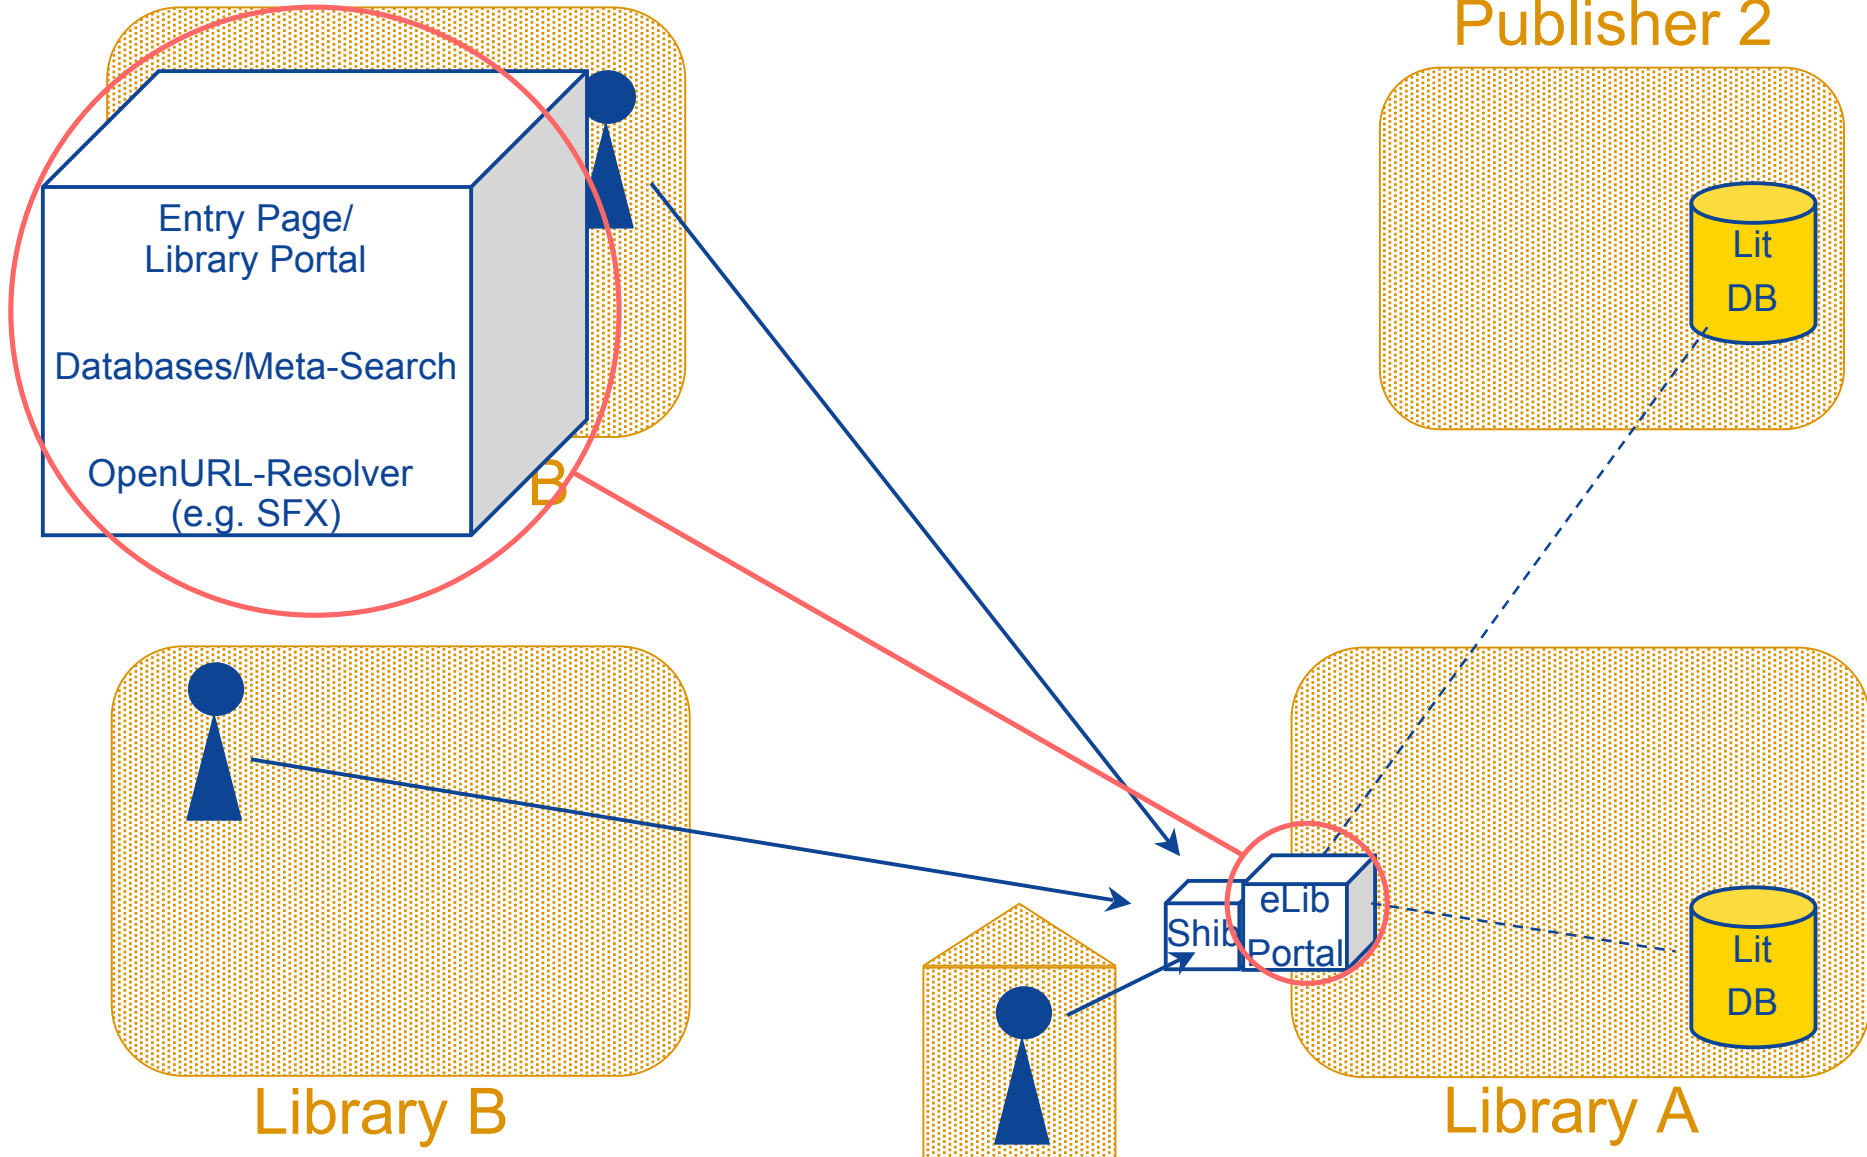 Publisher 2
Entry Page/
Library Portal
Databases/Meta-Search
OpenURL-Resolver
(e.g. SFX)
B
Lit
DB
Shib
eLib
Portal
Lit
DB
Library B
Library A